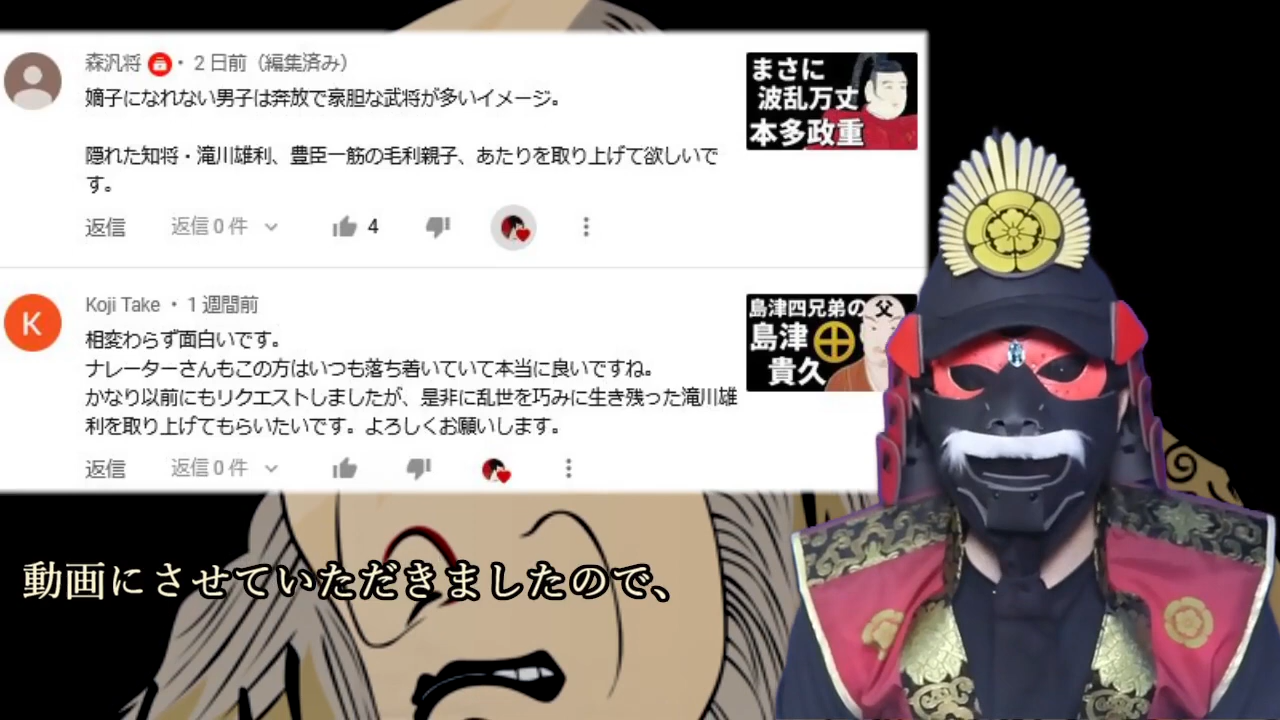 森汎将 ・ 2 日前（編集済み）
嫡子になれない男子は奔放で豪胆な武将が多いイメージ。
隠れた知将・滝川雄利、豊臣一筋の毛利親子、あたりを取り上げて欲しいで
す。
返信 返信 0 件 4
まさに
波乱万丈
本多政重
K
Koji Take ・ 1 週間前
相変わらず面白いです。
ナレーターさんもこの方はいつも落ち着いていて本当に良いですね。
かなり以前にもリクエストしましたが、是非に乱世を巧みに生き残った滝川雄
利を取り上げてもらいたいです。よろしくお願いします。
返信 返信 0 件
島津四兄弟の父
島津
貴久
動画にさせていただきましたので、